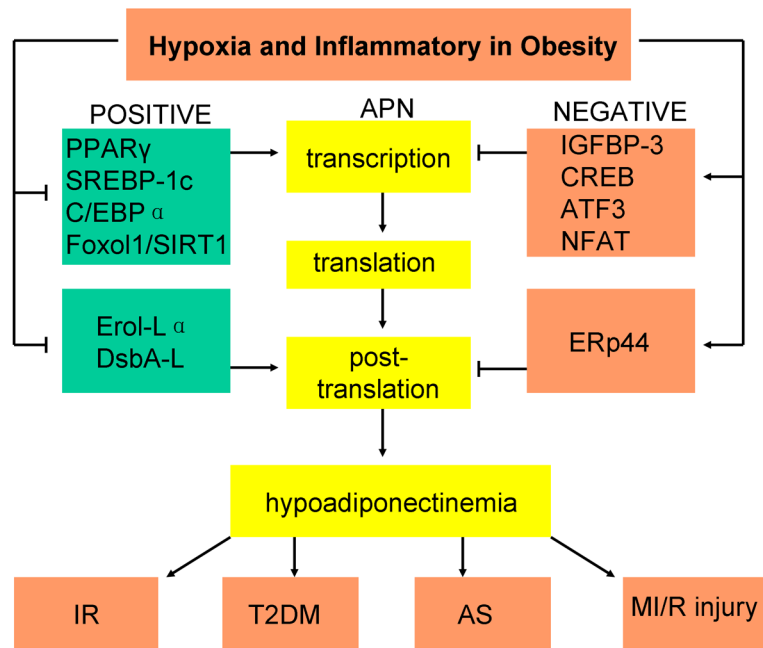 Hypoxia and Inflammatory in Obesity
POSITIVE
APN
NEGATIVE
PPARγ
SREBP-1c
C/EBP α
Foxol1/SIRT1
transcription
IGFBP-3
CREB
ATF3
NFAT
translation
Erol-L α
DsbA-L
post-
translation
ERp44
hypoadiponectinemia
IR
T2DM
AS
MI/R injury